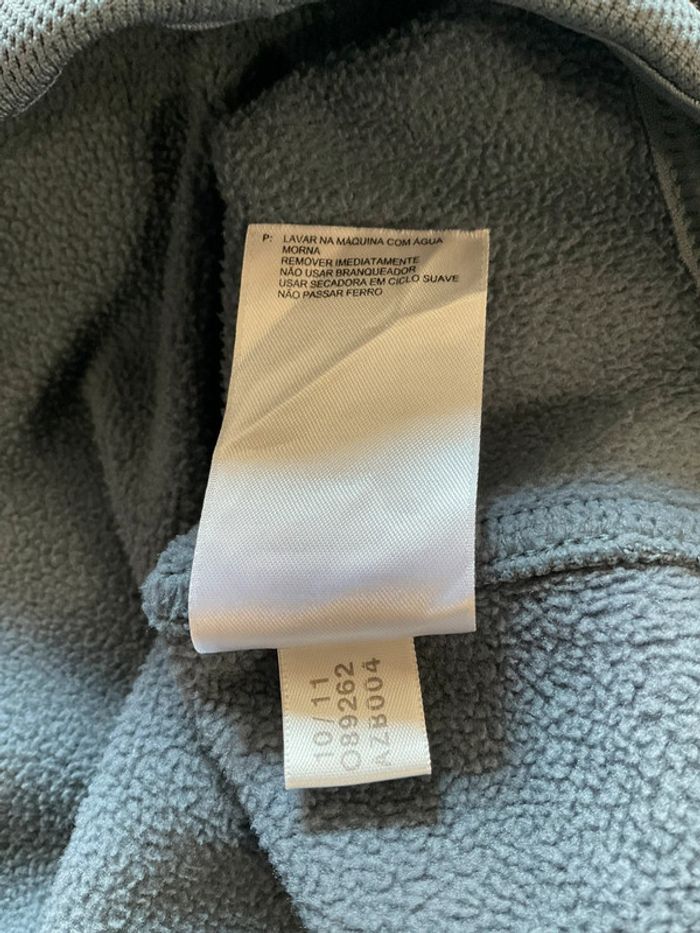 P: LAVAR NA MÁQUINA COM ÁGUA
MORNA
REMOVER IMEDIATAMENTE
NÃO USAR BRANQUEADOR
USAR SECADORA EM CICLO SUAVE
NÃO PASSAR FERRO
10/11
O89262
AZB004